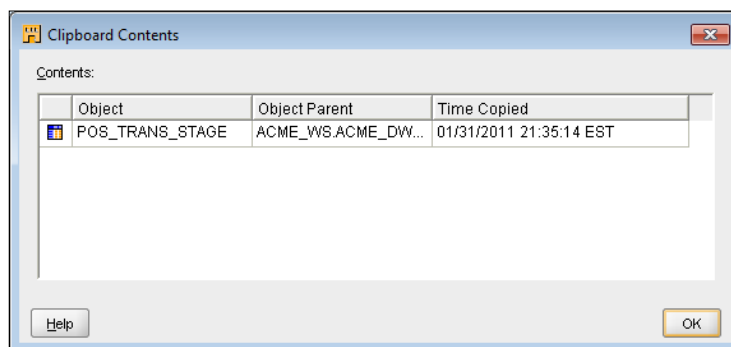 Clipboard Contents
Contents:
Object Object Parent Time Copied
POS_TRANS_STAGE ACME_WS.ACME_DW... 01/31/2011 21:35:14 EST
Help OK